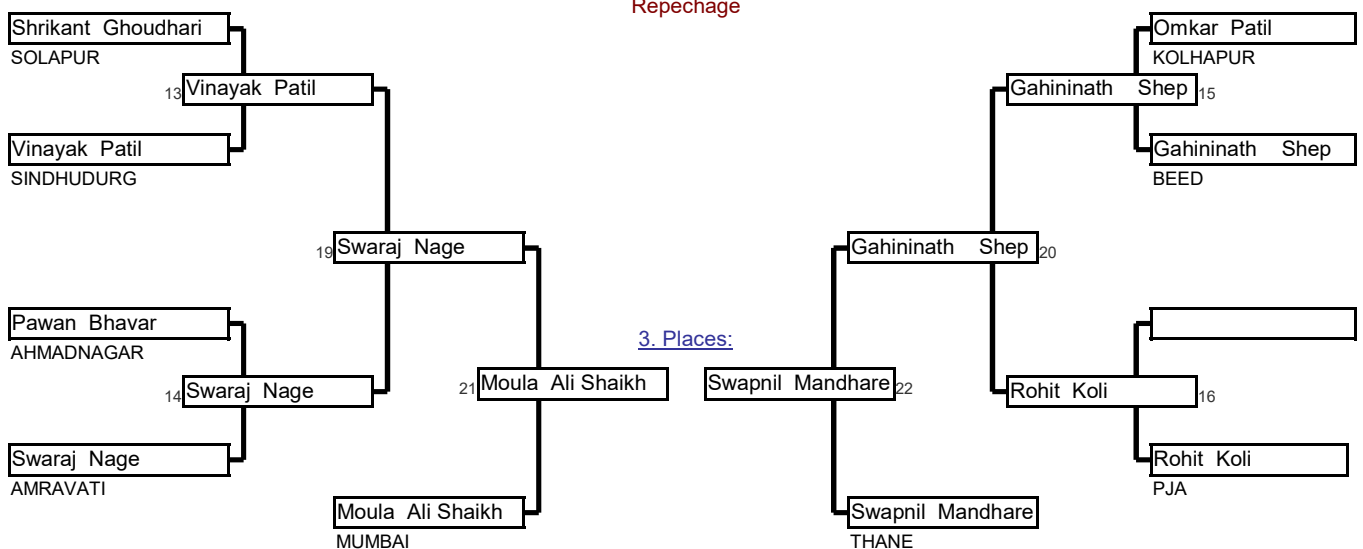 Repechage
Shrikant Ghoudhari
SOLAPUR
13 Vinayak Patil
Vinayak Patil
SINDHUDURG
19 Swaraj Nage
Pawan Bhavar
AHMADNAGAR
14 Swaraj Nage
Swaraj Nage
AMRAVATI
21 Moula Ali Shaikh
Moula Ali Shaikh
MUMBAI
3. Places:
Omkar Patil
KOLHAPUR
Gahininath Shep 15
Gahininath Shep
BEED
Gahininath Shep 20
Swapnil Mandhare 22
Rohit Koli 16
Rohit Koli
PJA
Swapnil Mandhare
THANE